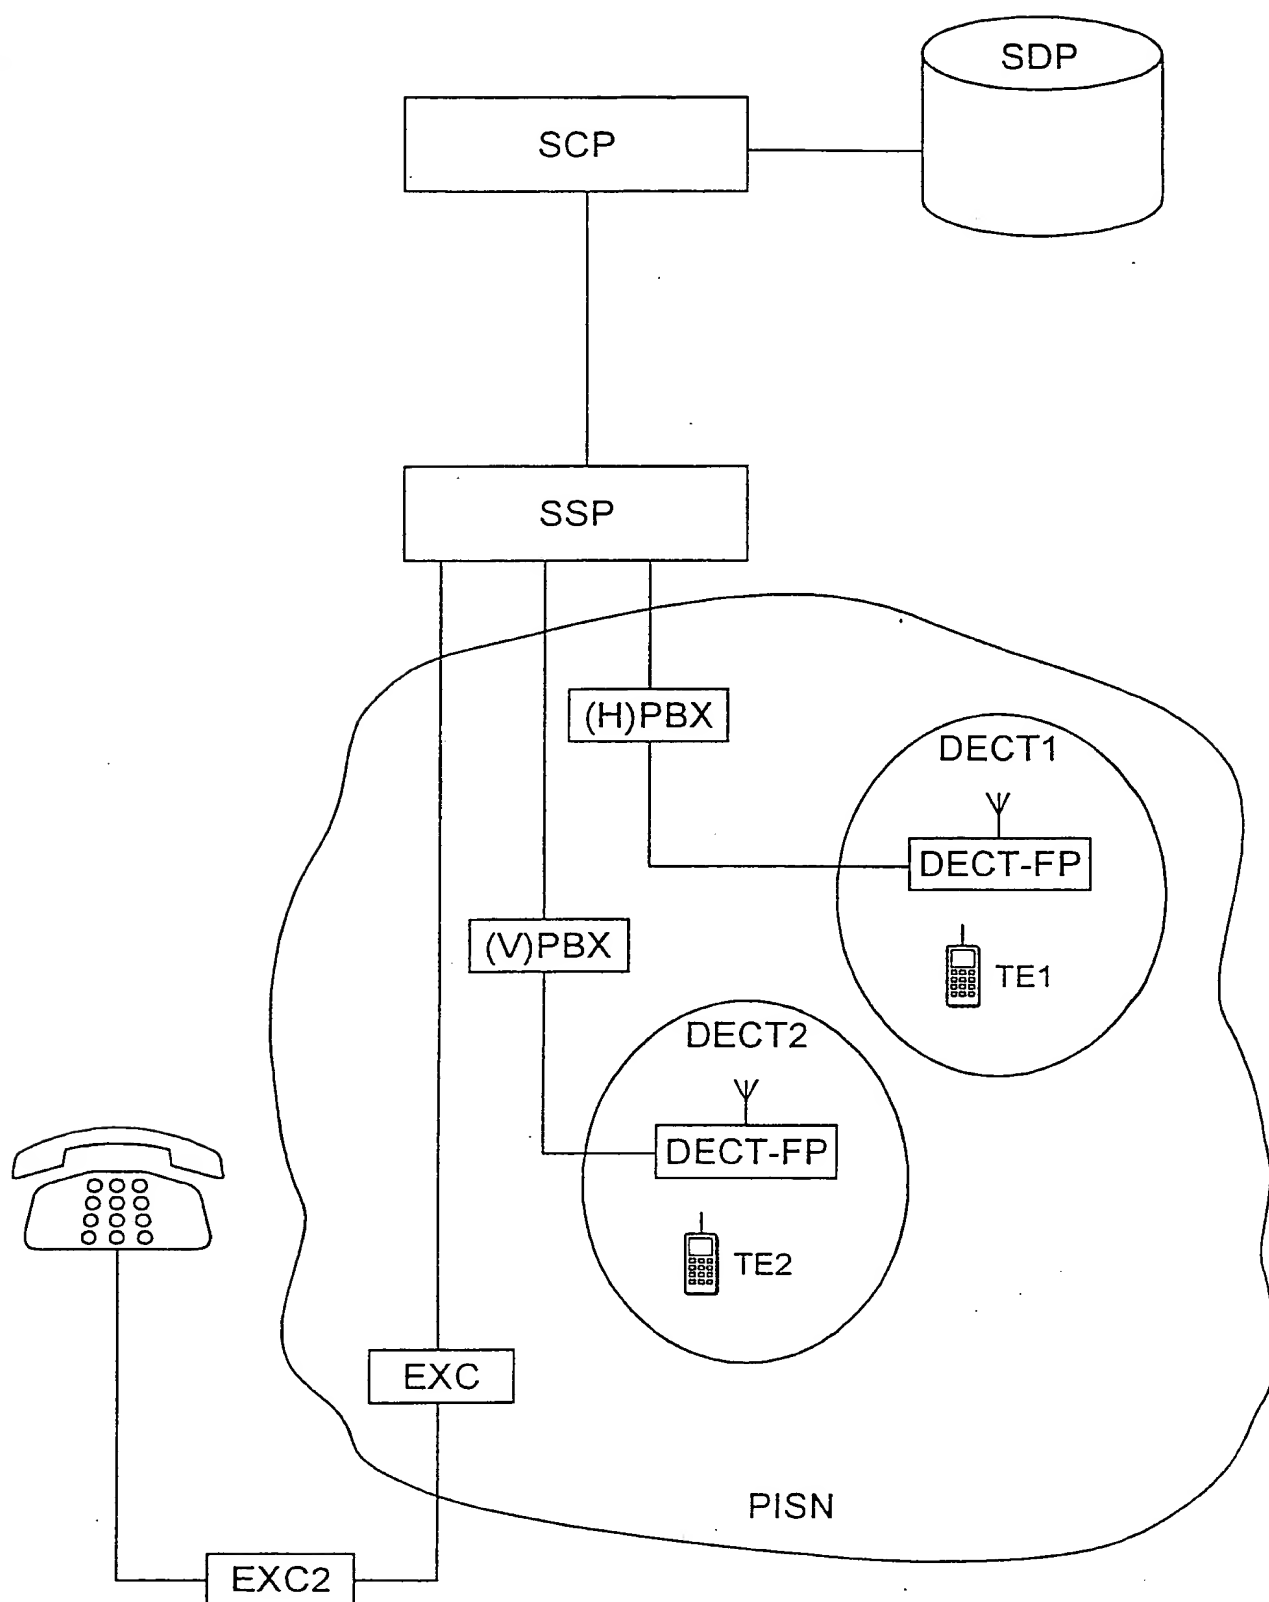 SDP
SCP
SSP
(H)PBX
DECT1
DECT-FP
(V)PBX
TE1
DECT2
DECT-FP
TE2
EXC
PISN
EXC2